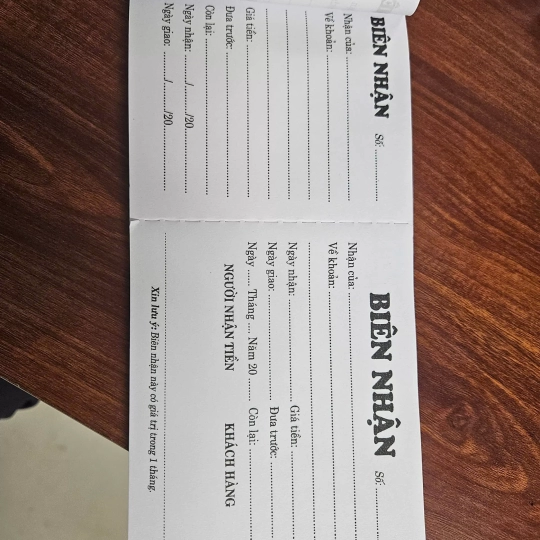 BIÊN NHẬN Số: ................
Nhận của: ................
Về khoản: ................
................
................
................
Giá tiền: ................
Đưa trước: ................
Còn lại: ................
Ngày nhận: ......../........./20.........
Ngày giao: ......../........./20.........
BIÊN NHẬN Số: ................
Nhận của: ................
Về khoản: ................
................
Ngày nhận: ................ Giá tiền: ................
Ngày giao: ................ Đưa trước: ................
Ngày ...... Tháng .... Năm 20 ....... Còn lại: ................
NGƯỜI NHẬN TIỀN KHÁCH HÀNG
Xin lưu ý: Biên nhận này có giá trị trong 1 tháng.